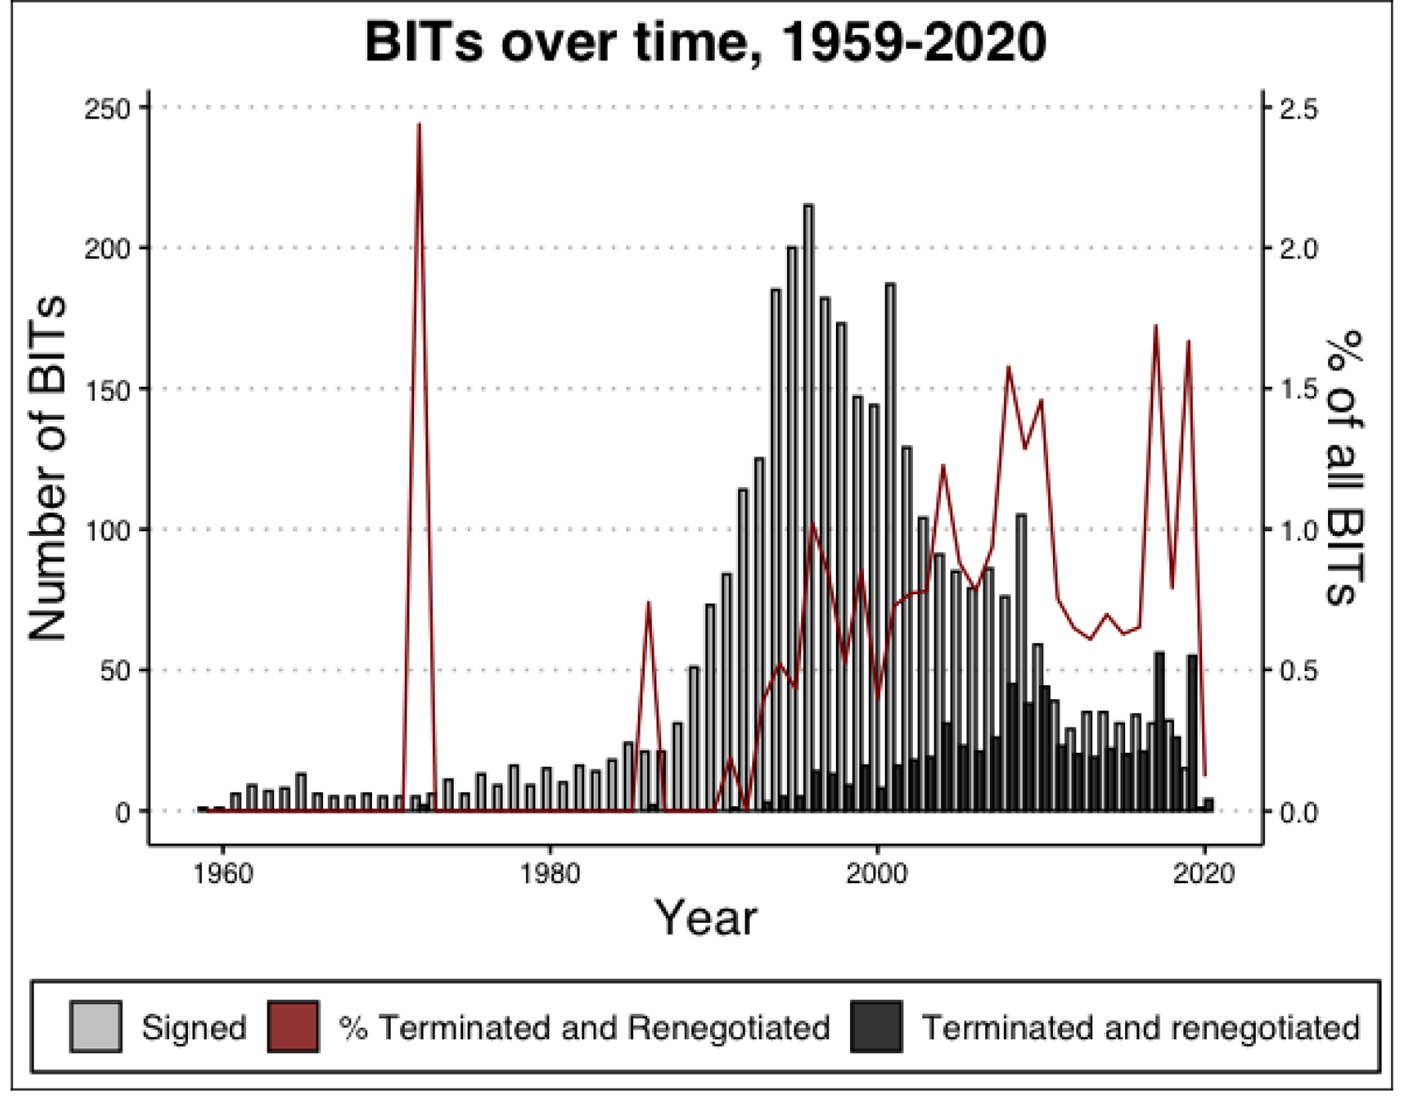 BITs over time, 1959-2020
250
200
150
100
50
0
Number of BITs
2.5
2.0
1.5
1.0
0.5
0.0
% of all BITs
1960 1980 2000 2020
Year
Signed % Terminated and Renegotiated Terminated and renegotiated